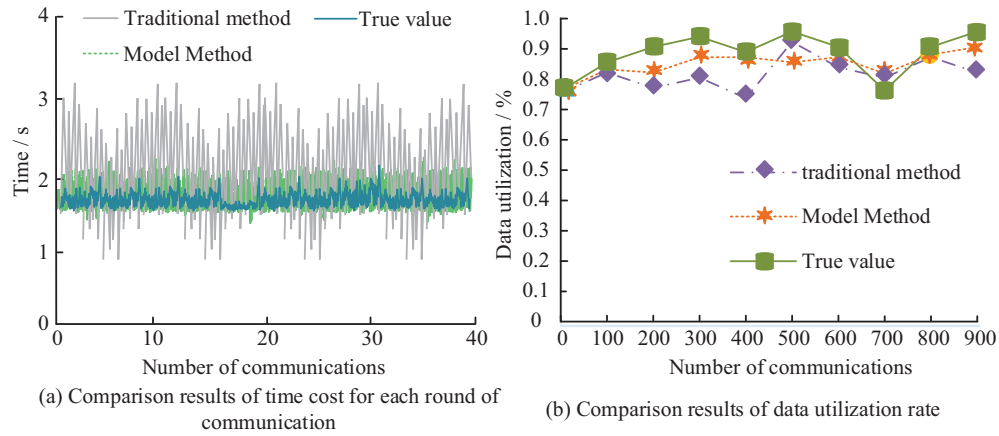 Traditional method
True value
Model Method
4
3
2
1
0
Time / s
0
10
20
30
40
Number of communications
(a) Comparison results of time cost for each round of
communication
1
0.9
0.8
0.7
0.6
0.5
0.4
0.3
0.2
0.1
0
Data utilization / %
traditional method
Model Method
True value
0 100 200 300 400 500 600 700 800 900
Number of communications
(b) Comparison results of data utilization rate